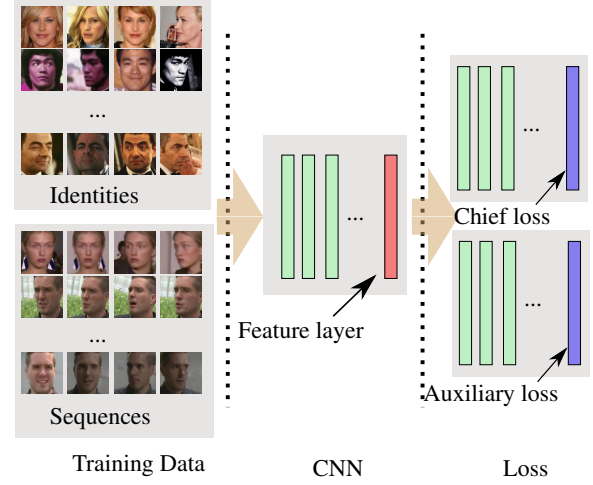 ...
Identities
...
Sequences
...
Feature layer
...
Chief loss
...
Auxiliary loss
Training Data
CNN
Loss